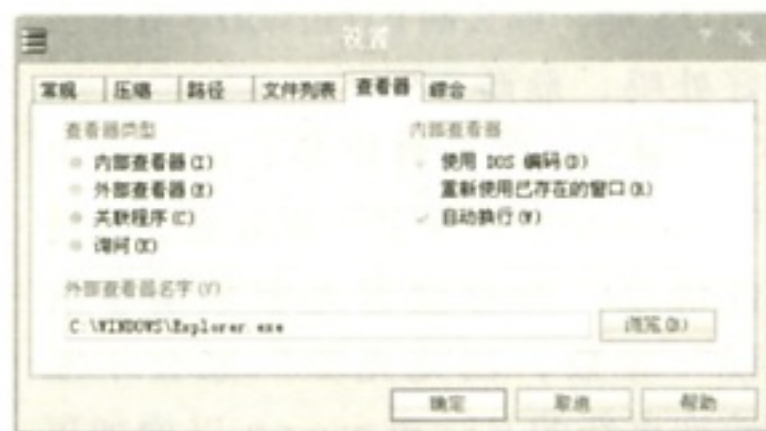 设置
常规 压缩 路径 文件列表 查看器 综合
查看器类型
内部查看器(I)
外部查看器(E)
关联程序(C)
询问(K)
内部查看器
使用 DOS 编码(D)
重新使用已存在的窗口(R)
自动换行(W)
外部查看器名字(V)
C:\WINDOWS\Explorer.exe
浏览(B)
确定 取消 帮助